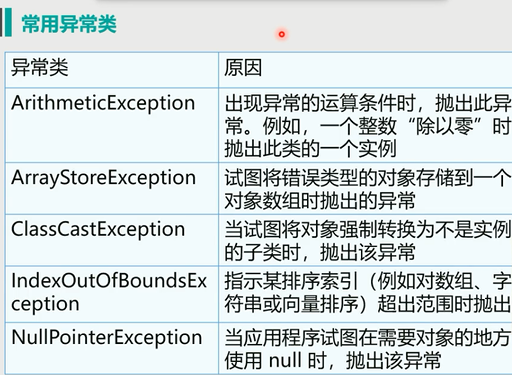 常用异常类
异常类
原因
ArithmeticException
出现异常的运算条件时，抛出此异
常。例如，一个整数“除以零”时
抛出此类的一个实例
ArrayStoreException
试图将错误类型的对象存储到一个
对象数组时抛出的异常
ClassCastException
当试图将对象强制转换为不是实例
的子类时，抛出该异常
IndexOutOfBoundsEx
ception
指示某排序索引（例如对数组、字
符串或向量排序）超出范围时抛出
NullPointerException
当应用程序试图在需要对象的地方
使用 null 时，抛出该异常